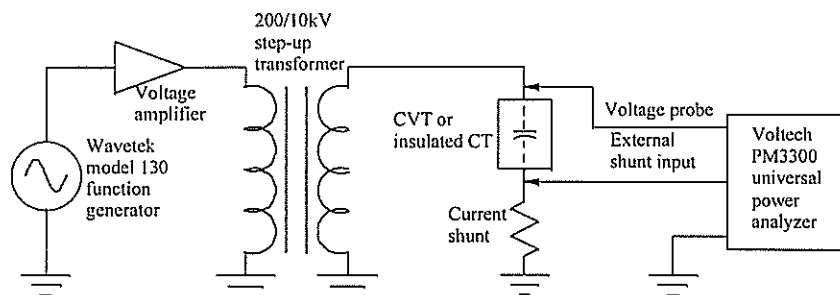 200/10kV
step-up
transformer
Voltage
amplifier
Wavetek
model 130
function
generator
CVT or
insulated CT
Current
shunt
Voltage probe
External
shunt input
Voltech
PM3300
universal
power
analyzer